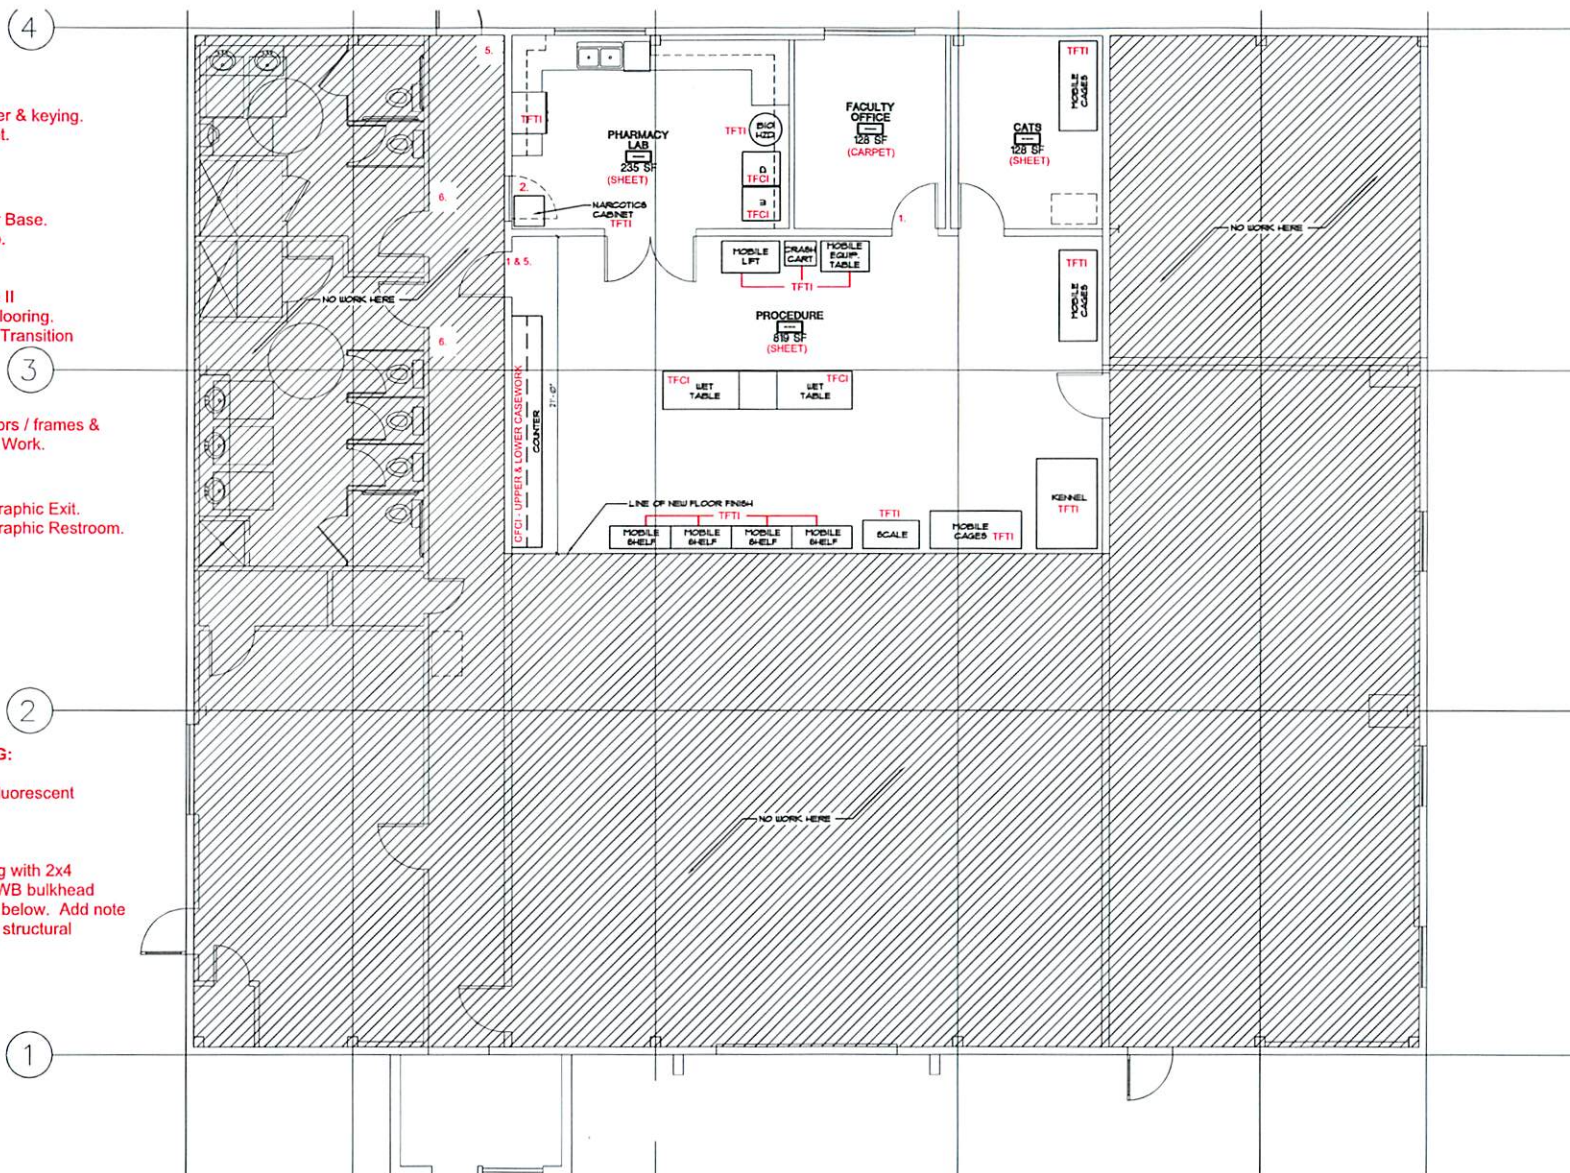 4
er & keying.
t.
r Base.
o.
II
looring.
Transition
3
ors / frames &
Work.
raphic Exit.
raphic Restroom.
2
G:
uorescent
g with 2x4
WB bulkhead
below. Add note
structural
1
5.
6.
1 & 5.
NO WORK HERE
6.
TFTI
PHARMACY
LAB
235 SF
(SHEET)
TFTI
BIO
D
TFCI
TFCI
2.
NARCOTICS
CABINET
TFTI
FACULTY
OFFICE
128 SF
(CARPET)
1.
CATS
128 SF
(SHEET)
TFTI
MOBILE
CAGES
NO WORK HERE
MOBILE
LIFT
CRASH
CART
MOBILE
EQUIP.
TABLE
TFTI
TFTI
MOBILE
CAGES
PROCEDURE
819 SF
(SHEET)
CFCI - UPPER & LOWER CASEWORK
COUNTER
TFCI
WET
TABLE
TFCI
WET
TABLE
LINE OF NEW FLOOR FINISH
TFTI
MOBILE
SHELF
MOBILE
SHELF
MOBILE
SHELF
MOBILE
SHELF
TFTI
SCALE
MOBILE
CAGES TFTI
KENNEL
TFTI
NO WORK HERE